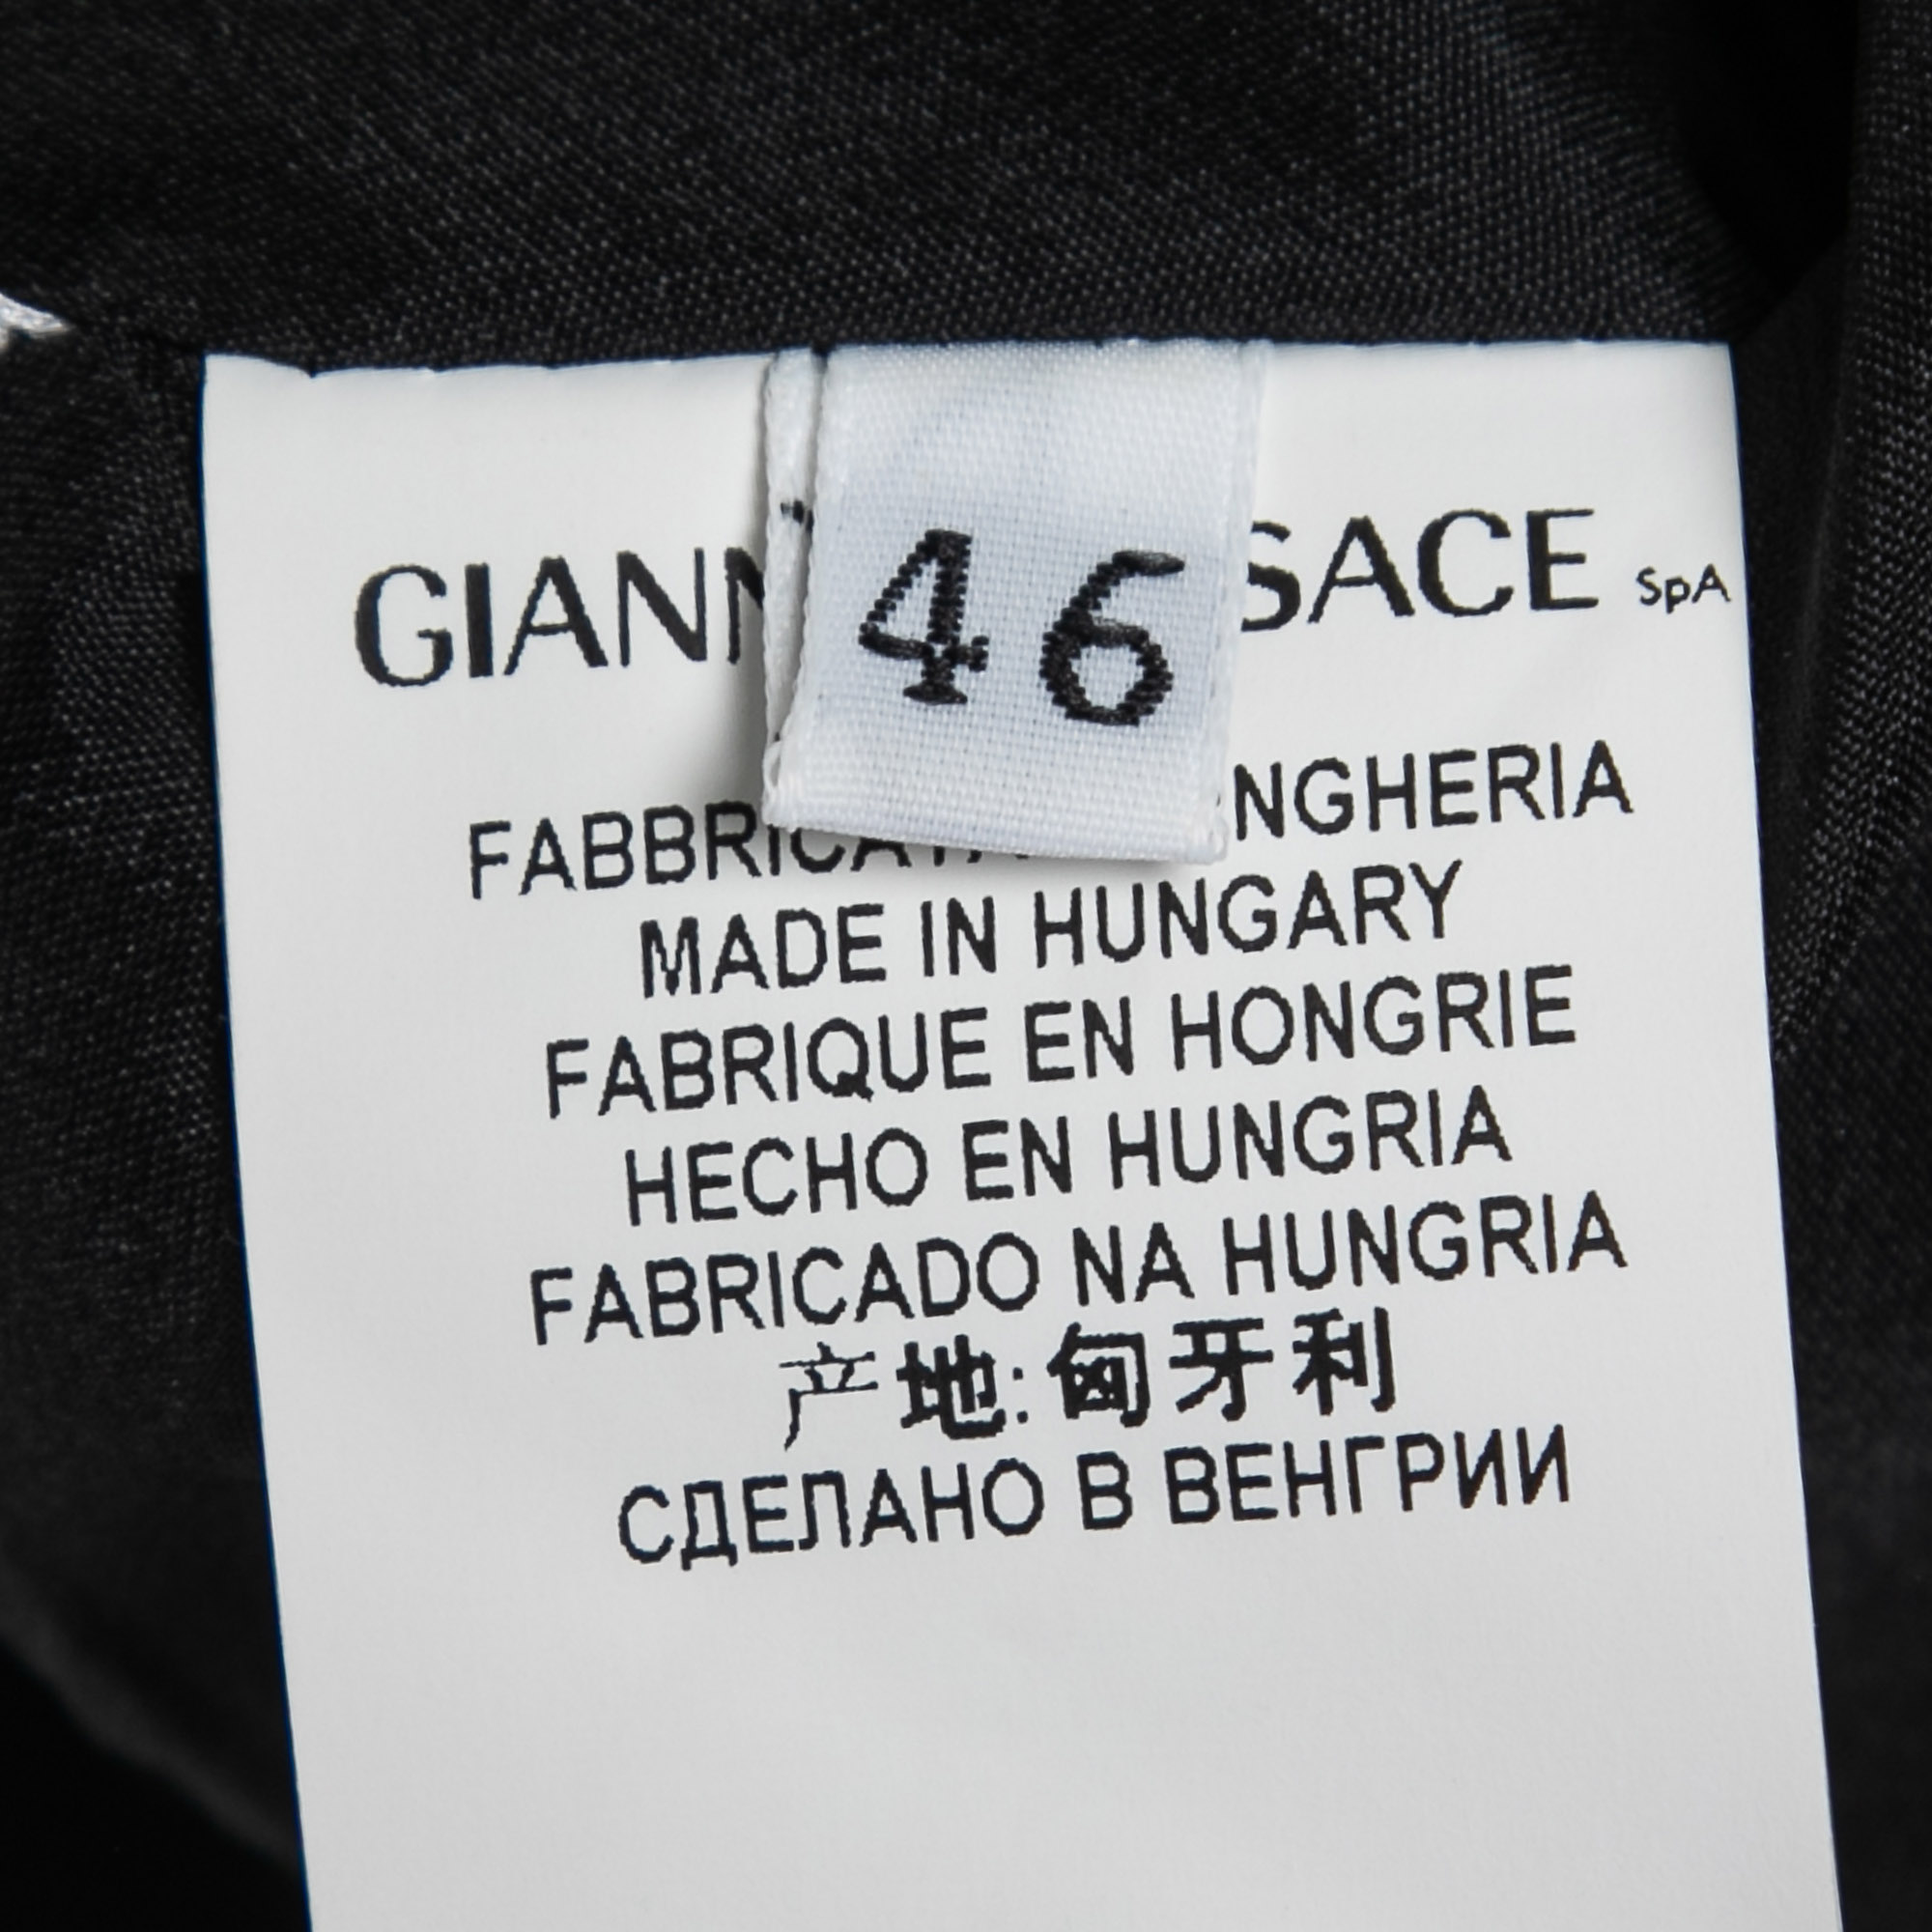 46
GIANN SACE SpA
FABBRICATA NGHERIA
MADE IN HUNGARY
FABRIQUE EN HONGRIE
HECHO EN HUNGRIA
FABRICADO NA HUNGRIA
产地:匈牙利
СДЕЛАНО В ВЕНГРИИ